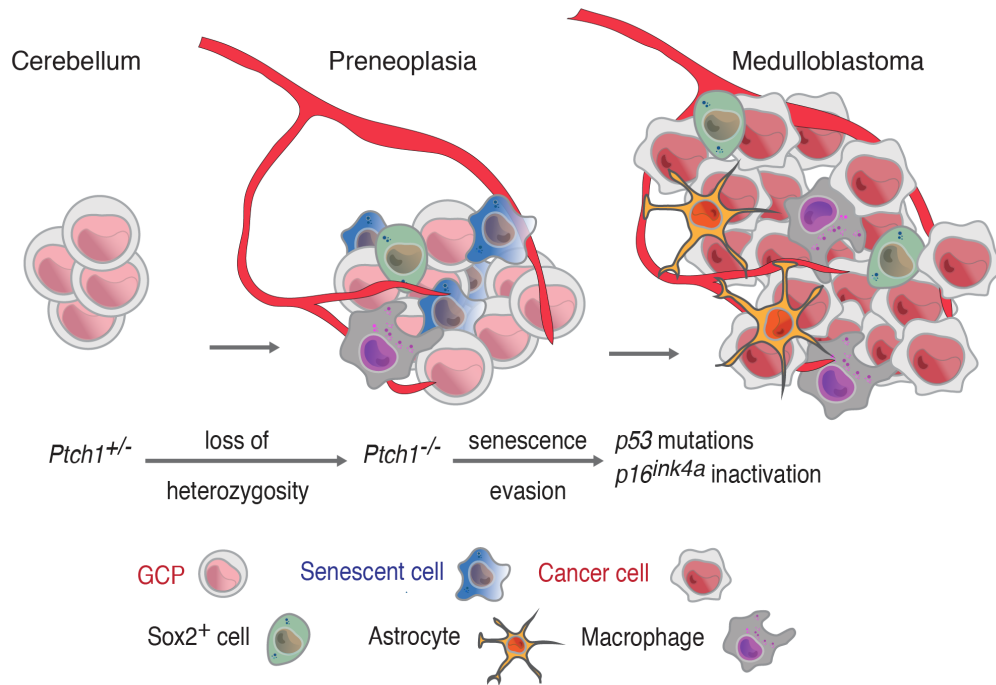 Cerebellum
Preneoplasia
Medulloblastoma
Ptch1+/-
loss of
heterozygosity
Ptch1-/-
senescence
evasion
p53 mutations
p16ink4a inactivation
GCP
Senescent cell
Cancer cell
Sox2+ cell
Astrocyte
Macrophage